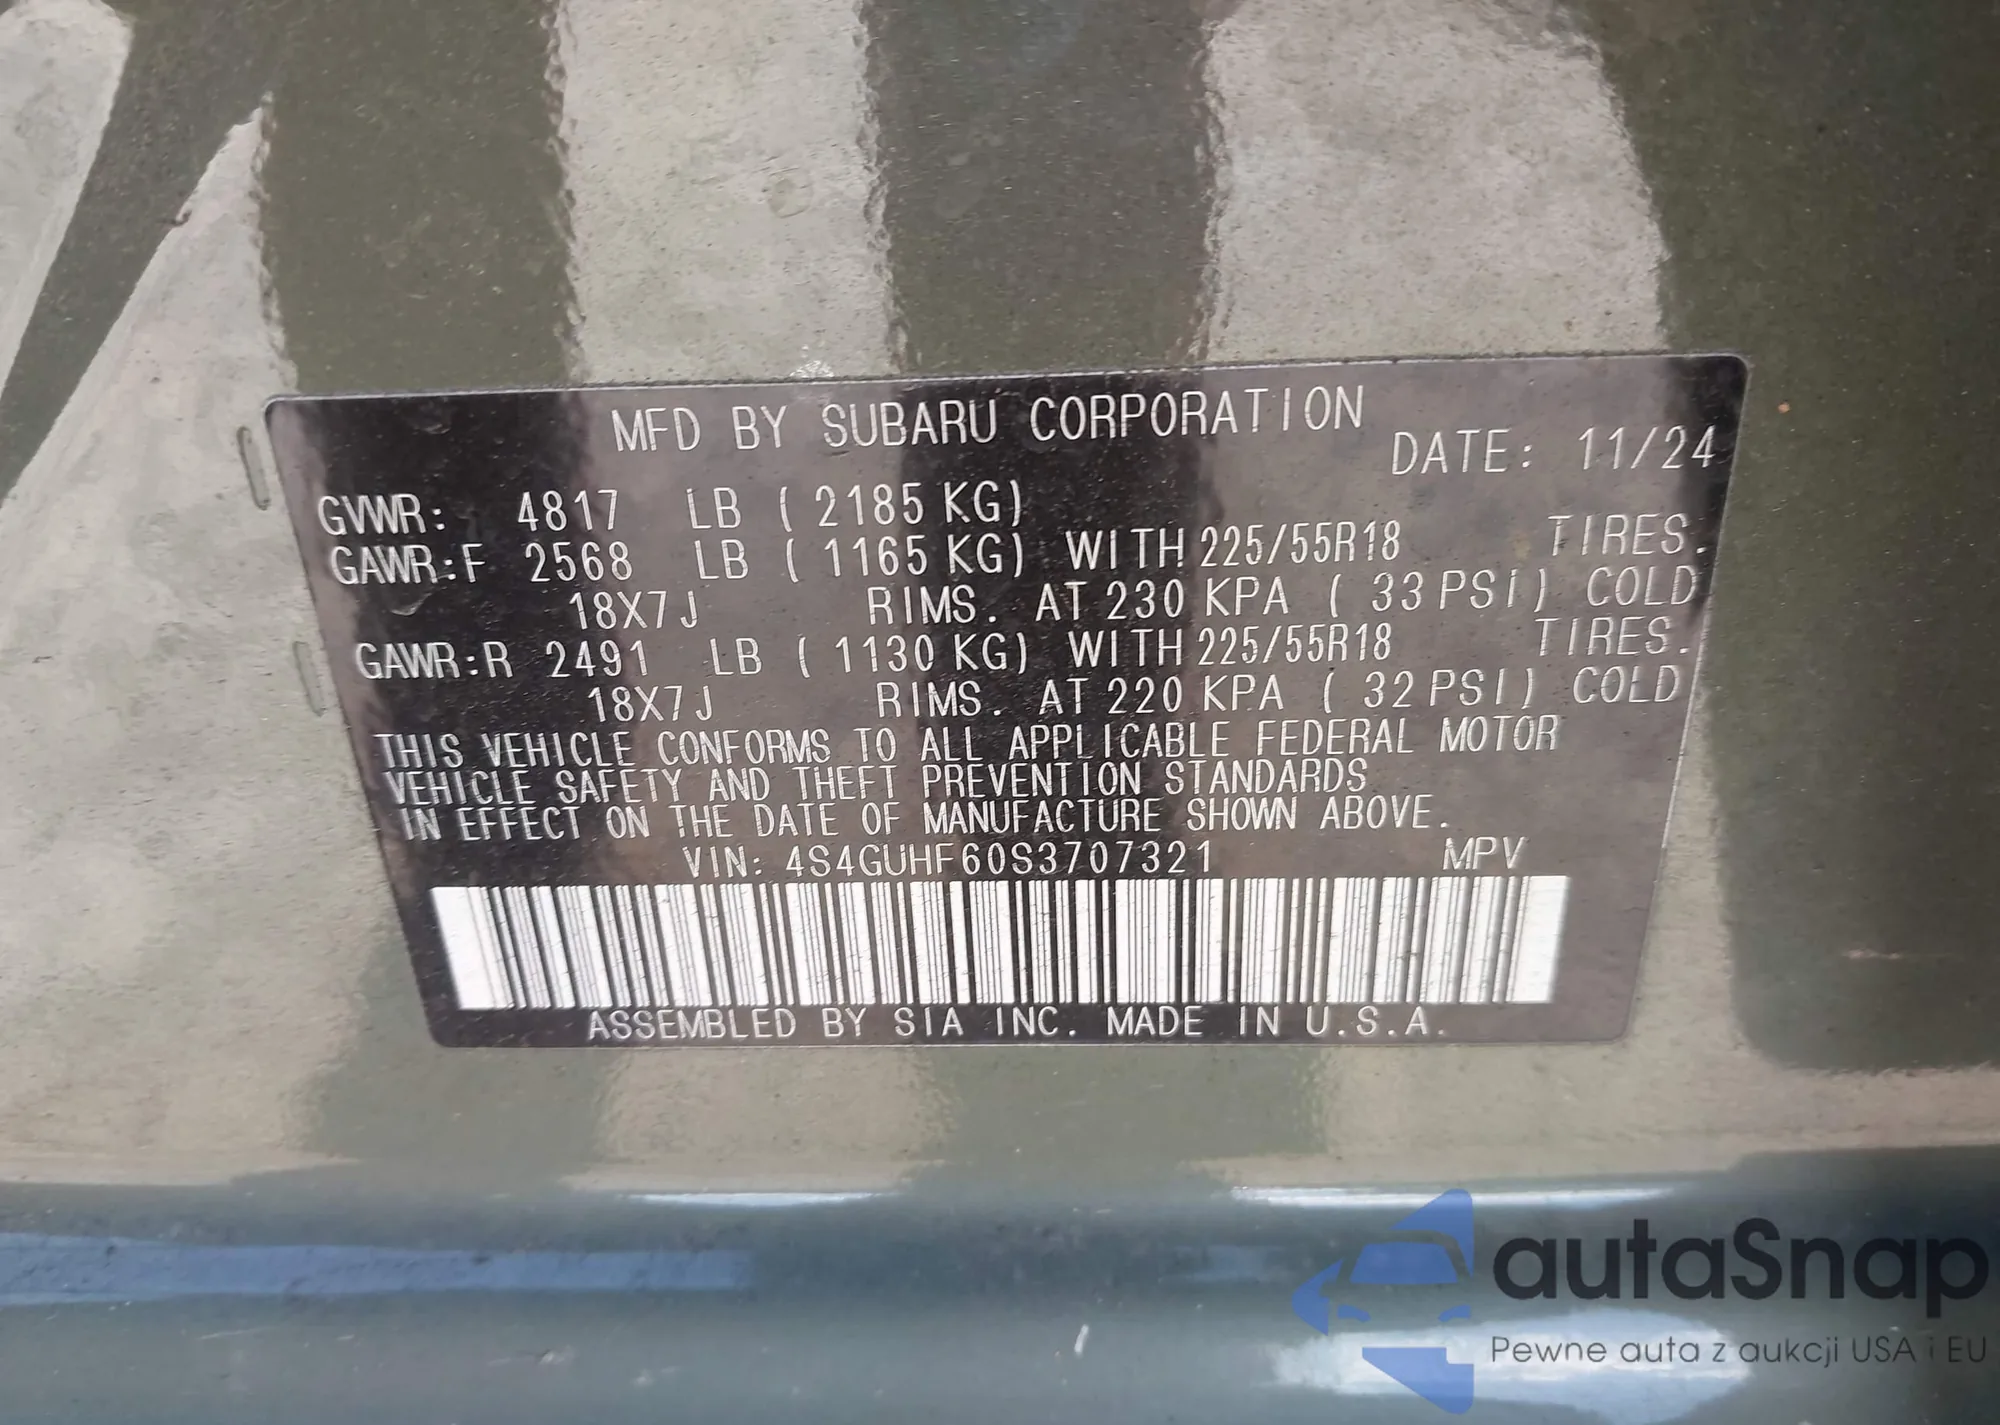 MFD BY SUBARU CORPORATION
DATE: 11/24
GVWR: 4817 LB ( 2185 KG)
GAWR:F 2568 LB ( 1165 KG) WITH 225/55R18 TIRES.
18X7J RIMS. AT 230 KPA ( 33 PSI) COLD
GAWR:R 2491 LB ( 1130 KG) WITH 225/55R18 TIRES.
18X7J RIMS. AT 220 KPA ( 32 PSI) COLD
THIS VEHICLE CONFORMS TO ALL APPLICABLE FEDERAL MOTOR
VEHICLE SAFETY AND THEFT PREVENTION STANDARDS
IN EFFECT ON THE DATE OF MANUFACTURE SHOWN ABOVE.
VIN: 4S4GUHF60S3707321 MPV
ASSEMBLED BY SIA INC. MADE IN U.S.A.
autaSnap
Pewne auta z aukcji USA i EU